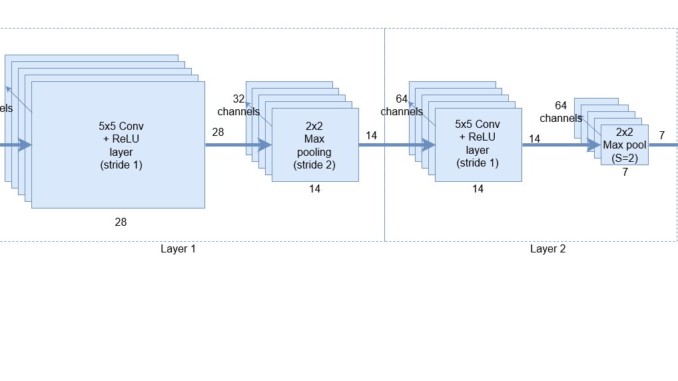 els
5x5 Conv
+ ReLU
layer
(stride 1)
28
28
32
channels
2x2
Max
pooling
(stride 2)
14
14
64
channels
5x5 Conv
+ ReLU
layer
(stride 1)
14
14
64
channels
2x2
Max pool
(S=2)
7
7
Layer 1
Layer 2